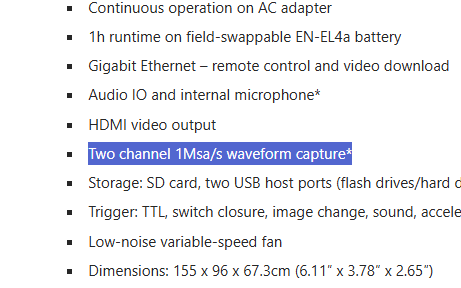 Continuous operation on AC adapter
1h runtime on field-swappable EN-EL4a battery
Gigabit Ethernet – remote control and video download
Audio IO and internal microphone*
HDMI video output
Two channel 1Msa/s waveform capture*
Storage: SD card, two USB host ports (flash drives/hard d
Trigger: TTL, switch closure, image change, sound, accele
Low-noise variable-speed fan
Dimensions: 155 x 96 x 67.3cm (6.11” x 3.78” x 2.65”)